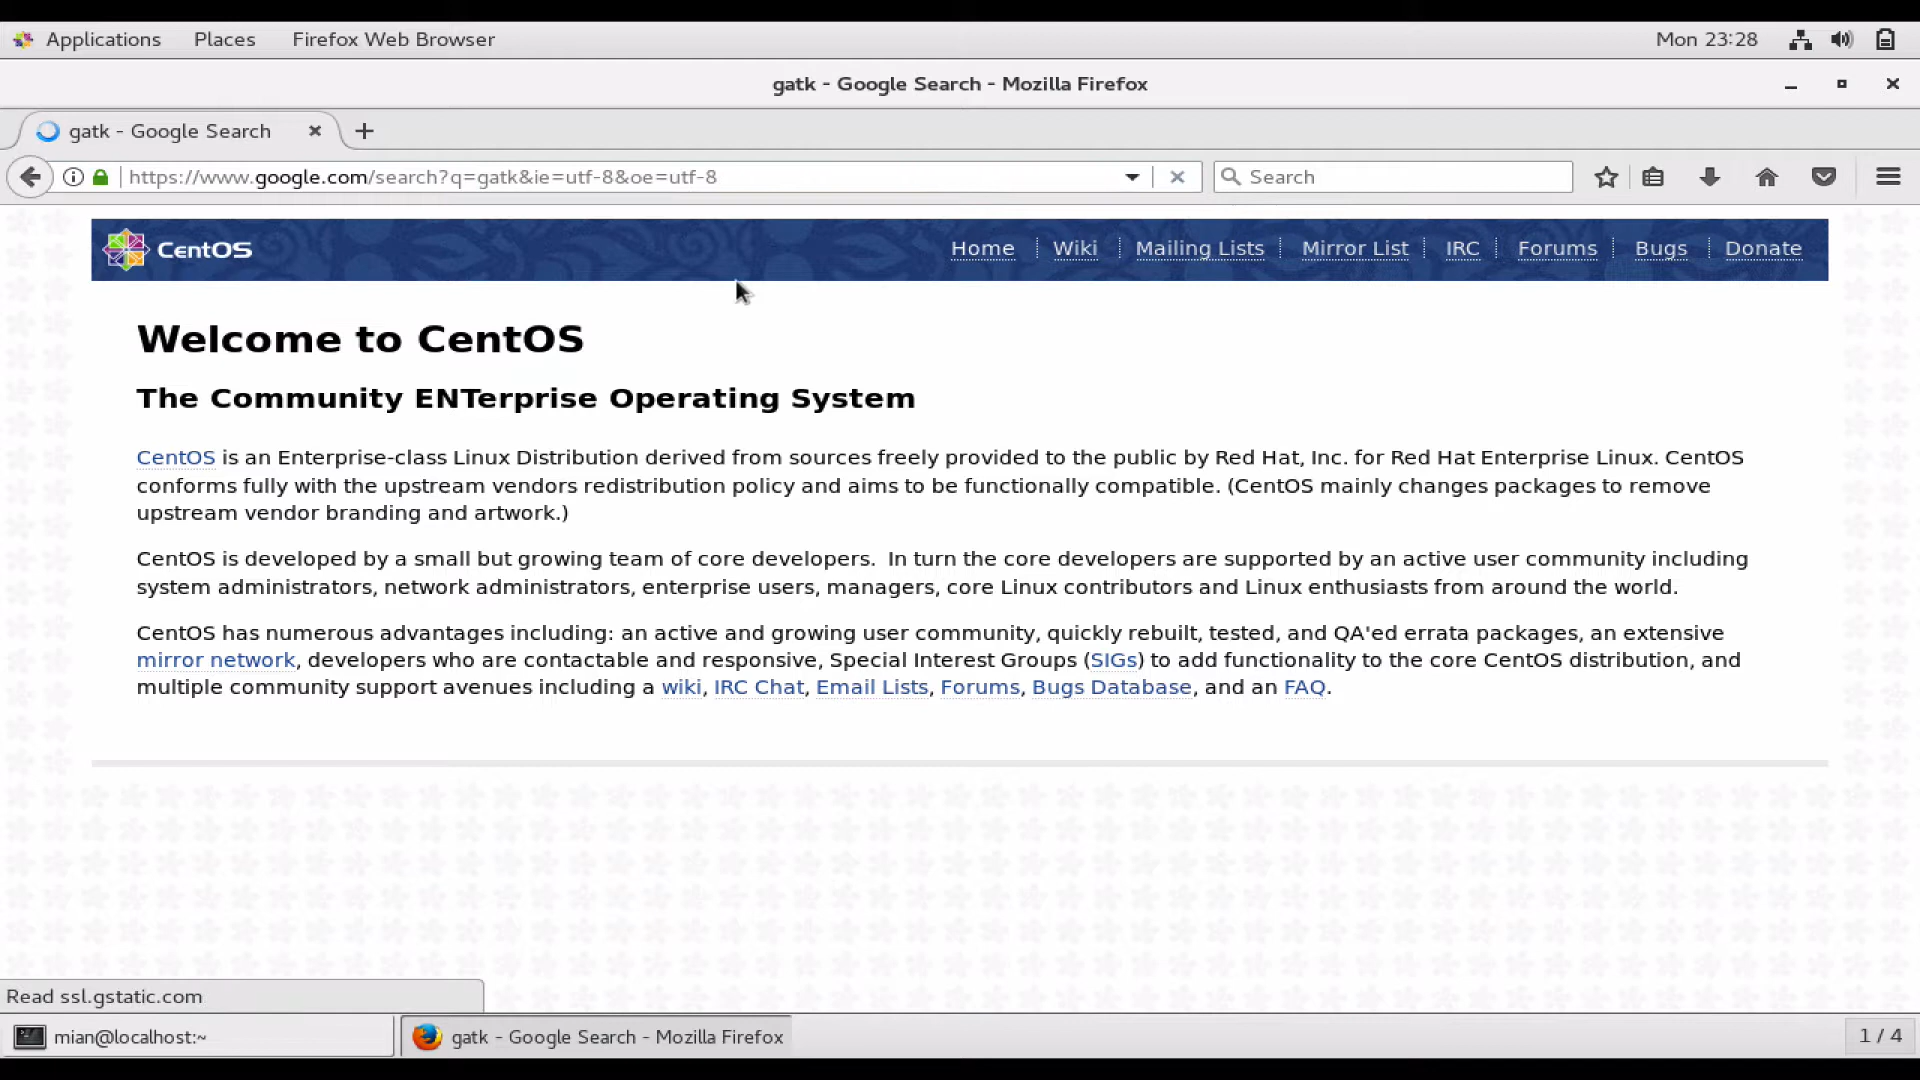 Applications Places Firefox Web Browser Mon 23:28
gatk - Google Search - Mozilla Firefox
gatk - Google Search
https://www.google.com/search?q=gatk&ie=utf-8&oe=utf-8 Search
CentOS Home Wiki Mailing Lists Mirror List IRC Forums Bugs Donate
Welcome to CentOS
The Community ENTerprise Operating System
CentOS is an Enterprise-class Linux Distribution derived from sources freely provided to the public by Red Hat, Inc. for Red Hat Enterprise Linux. CentOS
conforms fully with the upstream vendors redistribution policy and aims to be functionally compatible. (CentOS mainly changes packages to remove
upstream vendor branding and artwork.)
CentOS is developed by a small but growing team of core developers. In turn the core developers are supported by an active user community including
system administrators, network administrators, enterprise users, managers, core Linux contributors and Linux enthusiasts from around the world.
CentOS has numerous advantages including: an active and growing user community, quickly rebuilt, tested, and QA'ed errata packages, an extensive
mirror network, developers who are contactable and responsive, Special Interest Groups (SIGs) to add functionality to the core CentOS distribution, and
multiple community support avenues including a wiki, IRC Chat, Email Lists, Forums, Bugs Database, and an FAQ.
Read ssl.gstatic.com
mian@localhost:~ gatk - Google Search - Mozilla Firefox 1 / 4